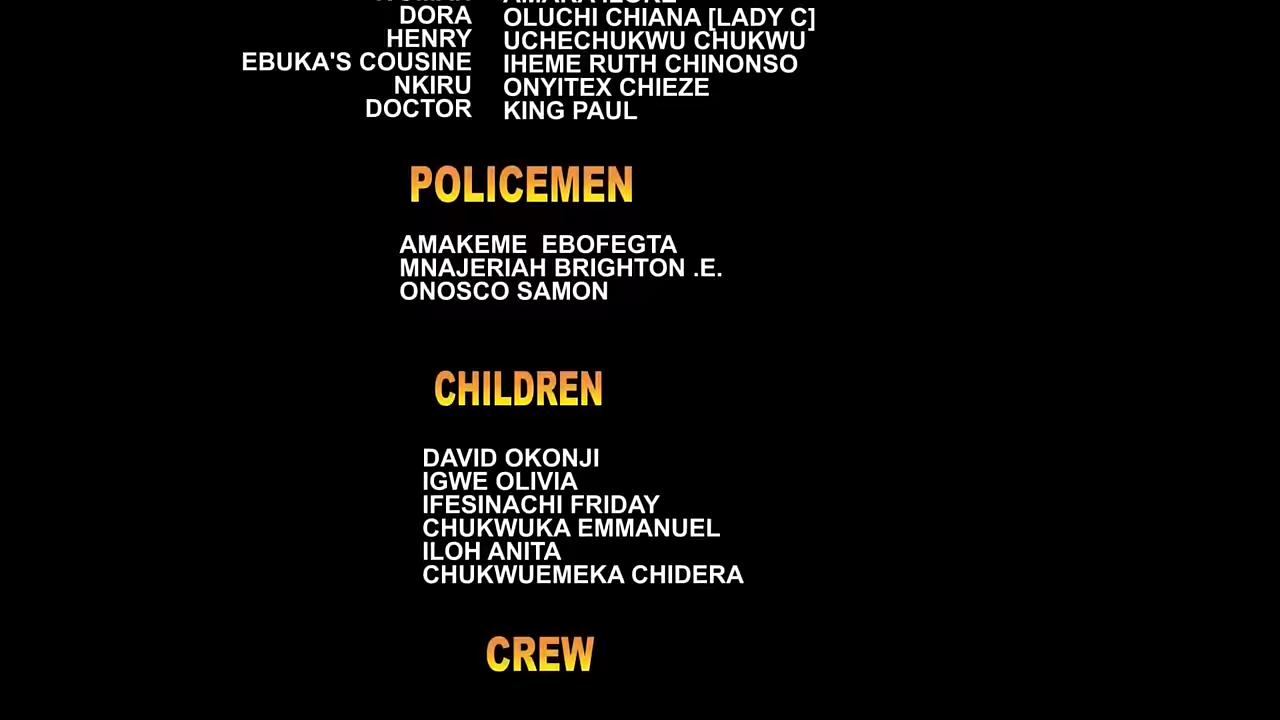 DORA OLUCHI CHIANA [LADY C]
HENRY UCHECHUKWU CHUKWU
EBUKA'S COUSINE IHEME RUTH CHINONSO
NKIRU ONYITEX CHIEZE
DOCTOR KING PAUL
POLICEMEN
AMAKEME EBOFEGTA
MNAJERIAH BRIGHTON .E.
ONOSCO SAMON
CHILDREN
DAVID OKONJI
IGWE OLIVIA
IFESINACHI FRIDAY
CHUKWUKA EMMANUEL
ILOH ANITA
CHUKWUEMEKA CHIDERA
CREW